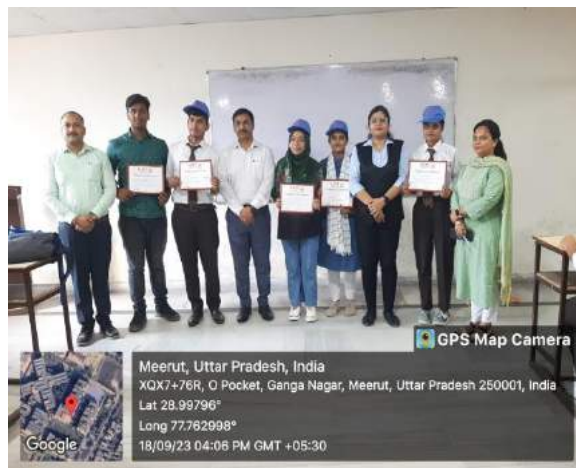 GPS Map Camera
Meerut, Uttar Pradesh, India
XQX7+76R, O Pocket, Ganga Nagar, Meerut, Uttar Pradesh 250001, India
Lat 28.99796°
Long 77.762998°
18/09/23 04:06 PM GMT +05:30
Google